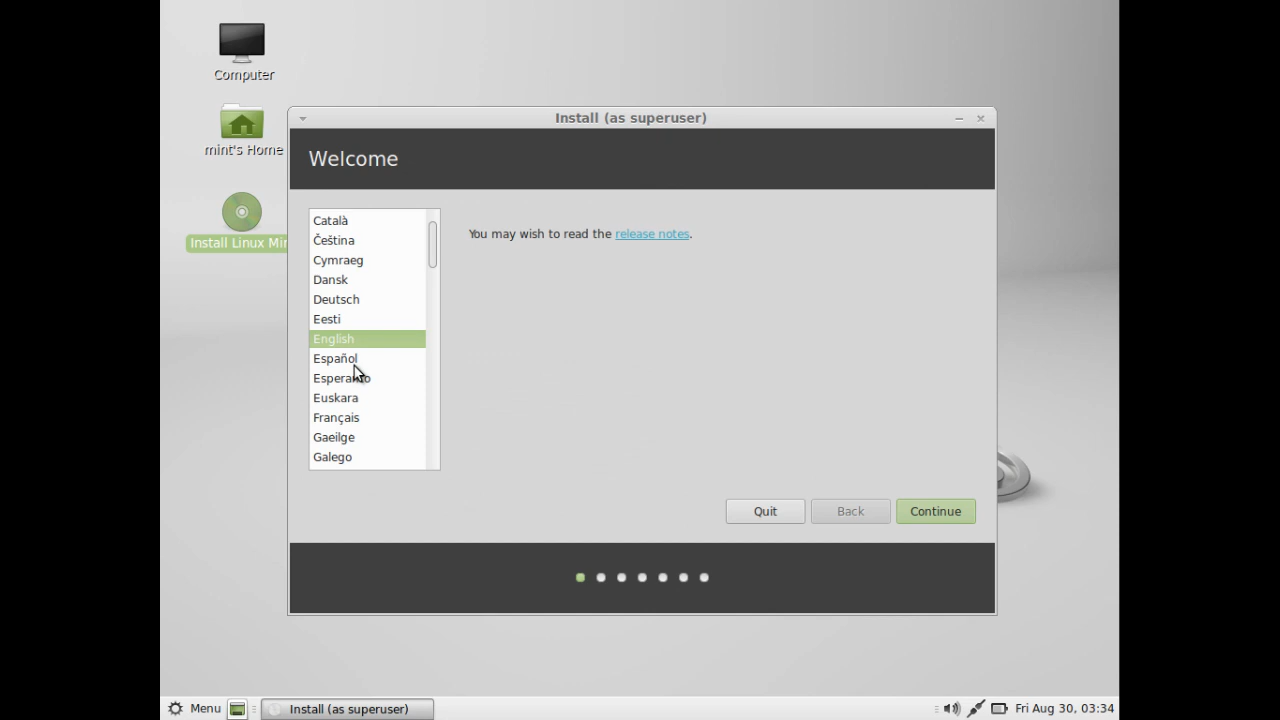 Computer
mint's Home
Install (as superuser)
Install Linux
Welcome
Català
Čeština
Cymraeg
Dansk
Deutsch
Eesti
English
Español
Esperanto
Euskara
Français
Gaeilge
Galego
You may wish to read the release notes.
Quit
Back
Continue
Menu
Install (as superuser)
Fri Aug 30, 03:34